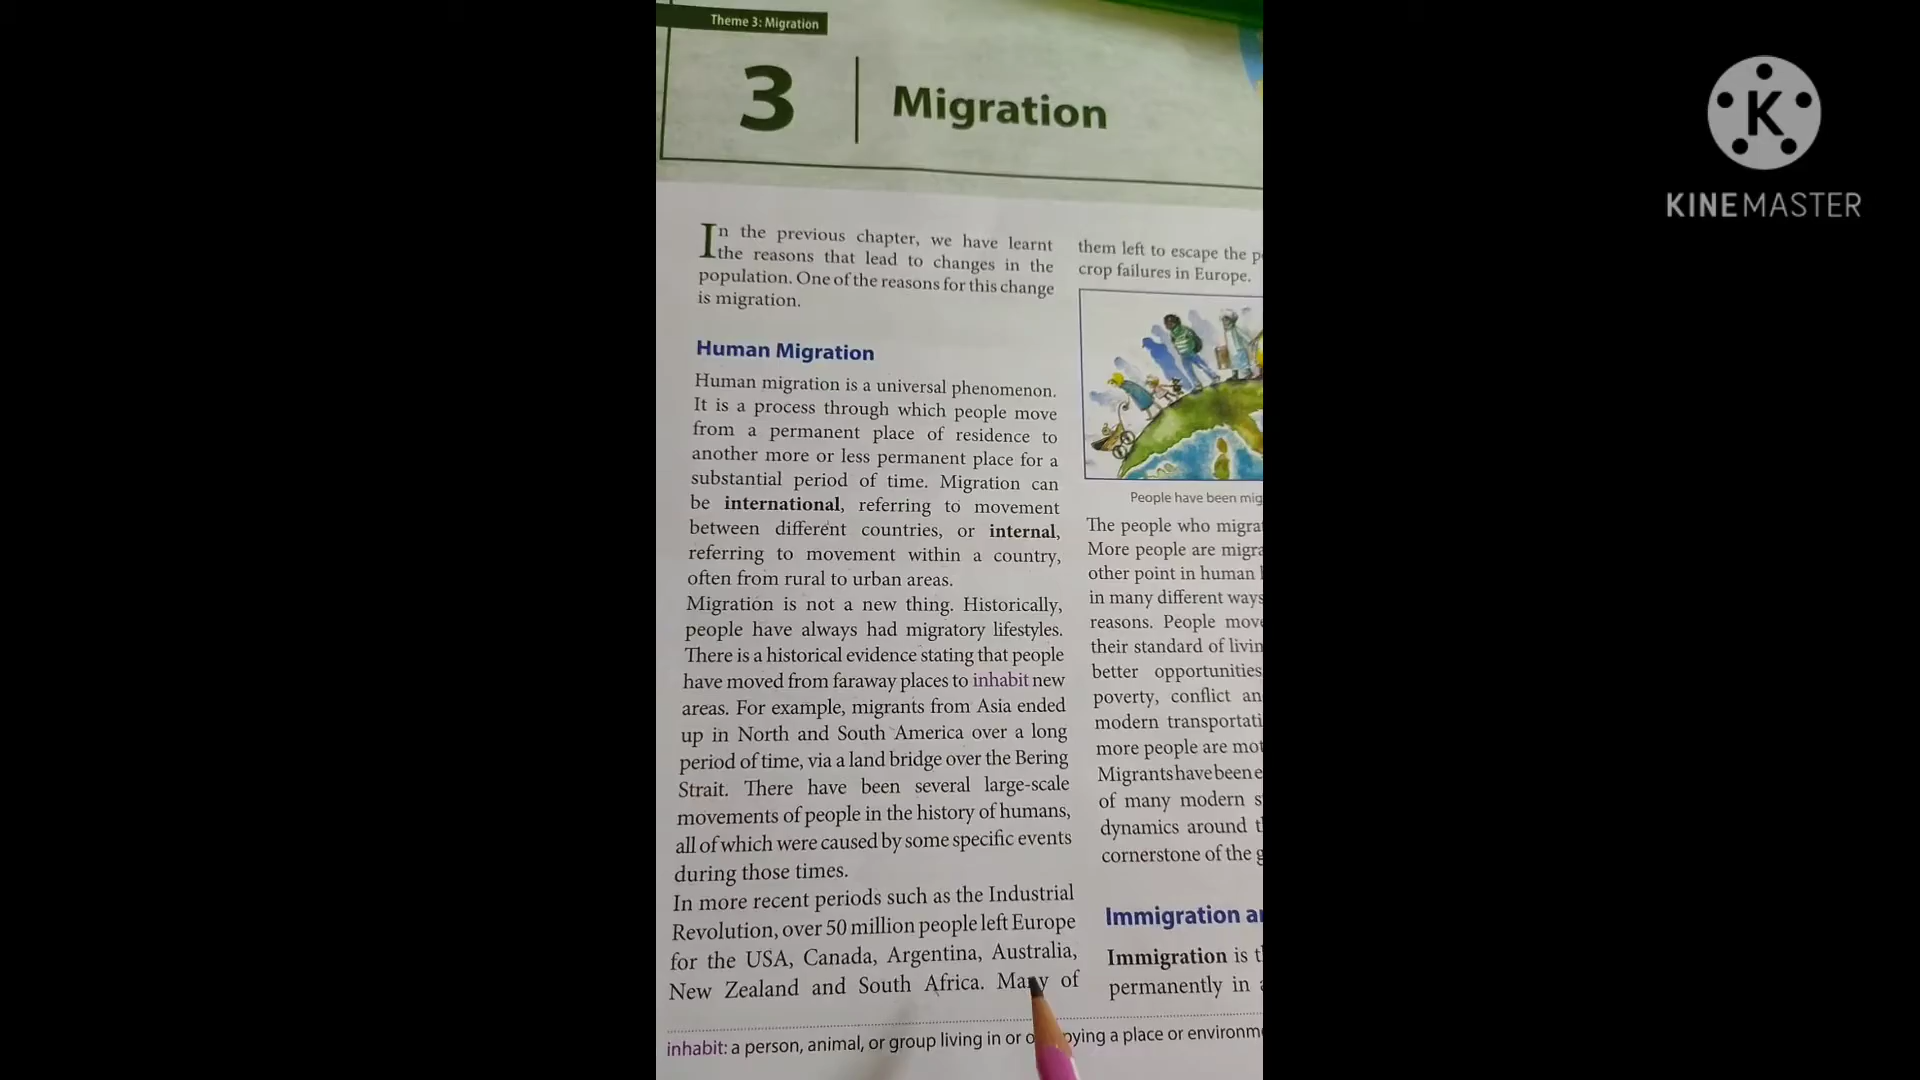 Theme 3: Migration
3
Migration
In the previous chapter, we have learnt
the reasons that lead to changes in the
population. One of the reasons for this change
is migration.
Human Migration
Human migration is a universal phenomenon.
It is a process through which people move
from a permanent place of residence to
another more or less permanent place for a
substantial period of time. Migration can
be international, referring to movement
between different countries, or internal,
referring to movement within a country,
often from rural to urban areas.
Migration is not a new thing. Historically,
people have always had migratory lifestyles.
There is a historical evidence stating that people
have moved from faraway places to inhabit new
areas. For example, migrants from Asia ended
up in North and South America over a long
period of time, via a land bridge over the Bering
Strait. There have been several large-scale
movements of people in the history of humans,
all of which were caused by some specific events
during those times.
In more recent periods such as the Industrial
Revolution, over 50 million people left Europe
for the USA, Canada, Argentina, Australia,
New Zealand and South Africa. Many of
them left to escape the
crop failures in Europe.
People have been
The people who
More people are
other point in human
in many different ways
reasons. People
their standard of
better opportunities
poverty, conflict
modern
more people are
Migrants have been
of many modern
dynamics around
cornerstone of the
Immigration
Immigration is
permanently in
inhabit: a person, animal, or group living in or a place or
K
KINEMASTER